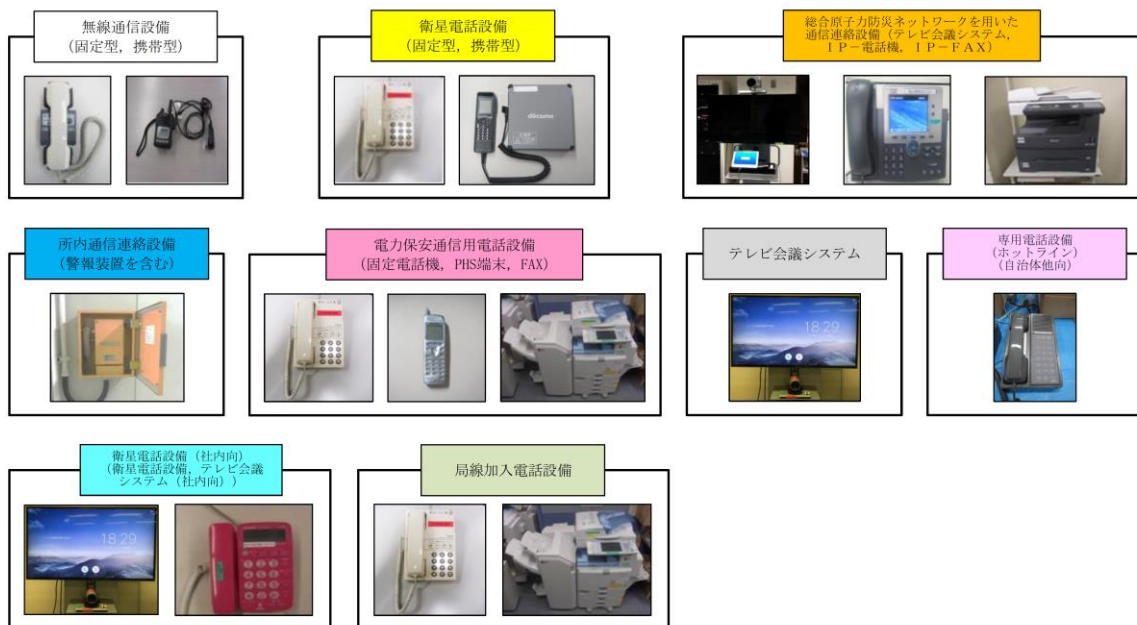 無線通信設備
(固定型，携帯型)
衛星電話設備
(固定型，携帯型)
総合原子力防災ネットワークを用いた
通信連絡設備（テレビ会議システム，
ＩＰ－電話機，ＩＰ－ＦＡＸ）
döcomo
所内通信連絡設備
(警報装置を含む)
電力保安通信用電話設備
(固定電話機，PHS端末，FAX)
テレビ会議システム
専用電話設備
(ホットライン)
(自治体他向)
18:29
衛星電話設備（社内向）
(衛星電話設備，テレビ会議
システム（社内向）)
局線加入電話設備
18:29